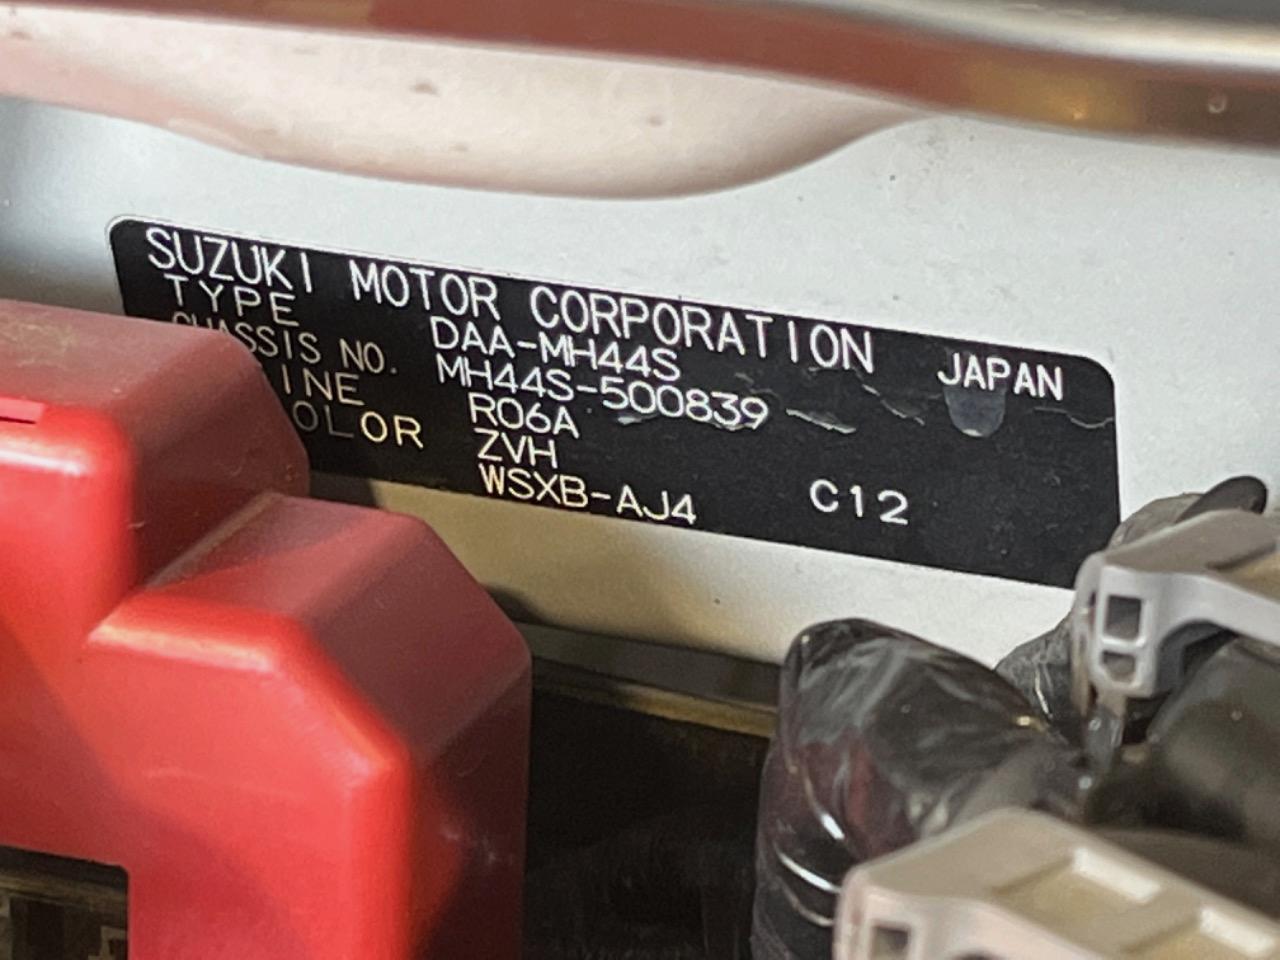 SUZUKI MOTOR CORPORATION JAPAN
TYPE DAA-MH44S
CHASSIS NO. MH44S-500839
INE R06A
OLOR ZVH
WSXB-AJ4 C12